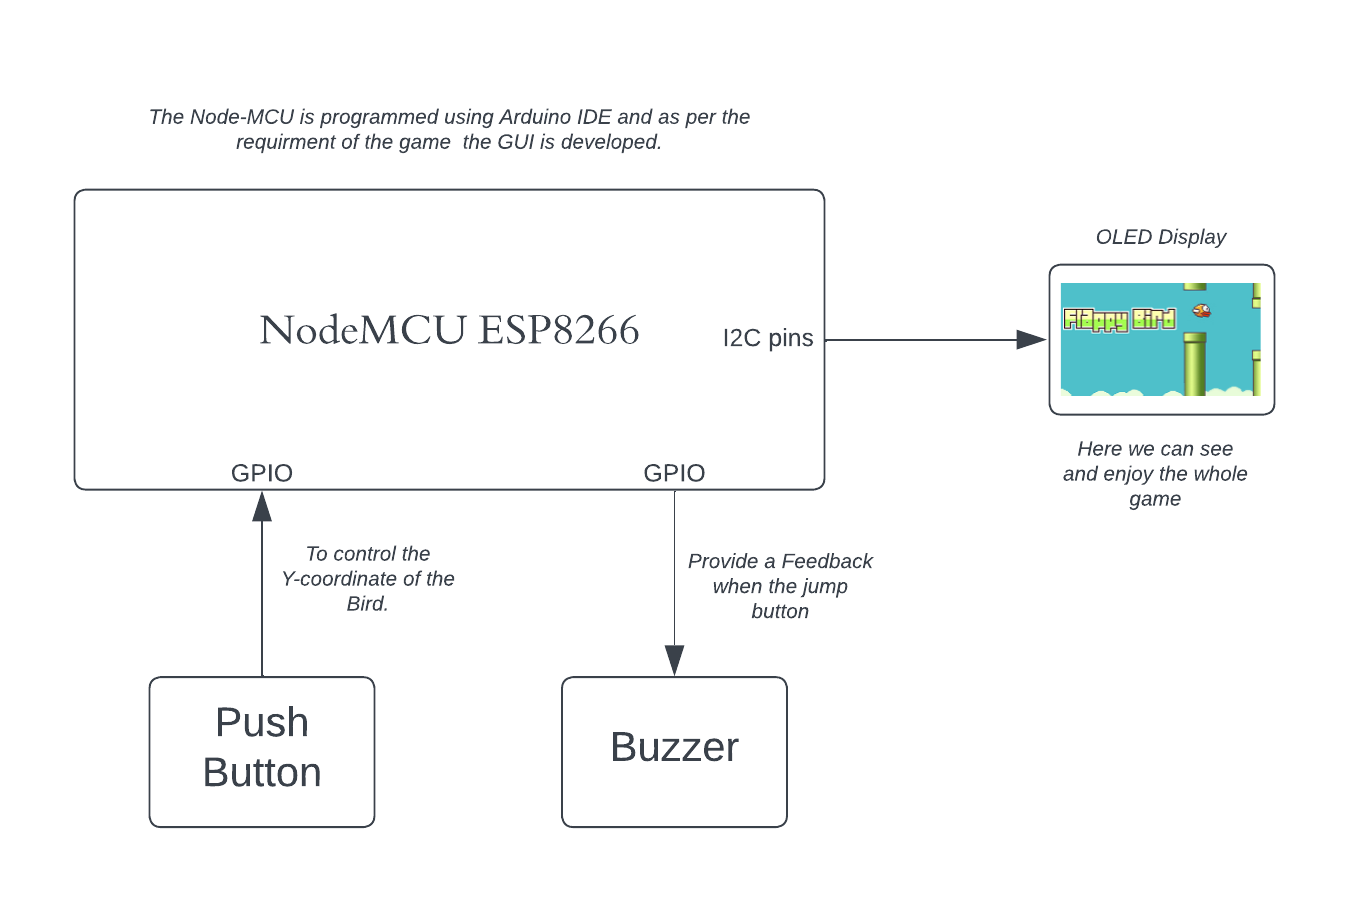 The Node-MCU is programmed using Arduino IDE and as per the
requirment of the game  the GUI is developed.
OLED Display
NodeMCU ESP8266
I2C pins
Flappy Bird
Here we can see
and enjoy the whole
game
GPIO
GPIO
To control the
Y-coordinate of the
Bird.
Provide a Feedback
when the jump
button
Push
Button
Buzzer